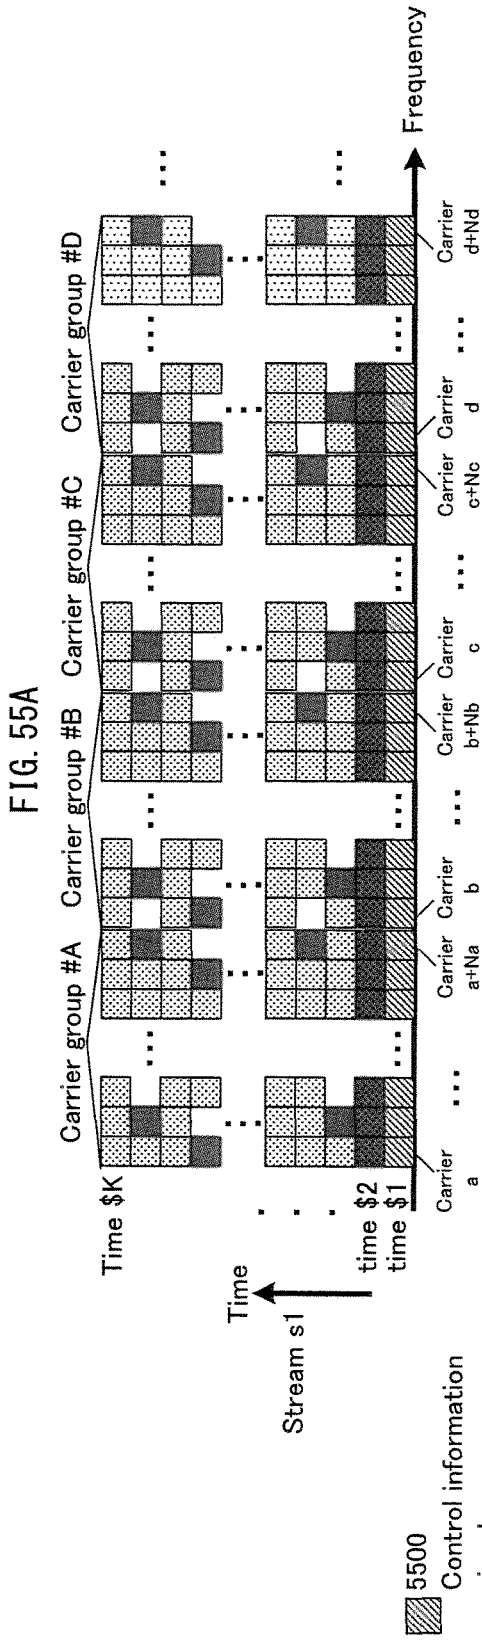 FIG. 55A
Carrier group #A
Carrier group #B
Carrier group #C
Carrier group #D
Time $K
Time
Stream s1
time $2
time $1
Frequency
Carrier
a
Carrier
a+Na
Carrier
b
Carrier
b+Nb
Carrier
c
Carrier
c+Nc
Carrier
d
Carrier
d+Nd
5500
Control information